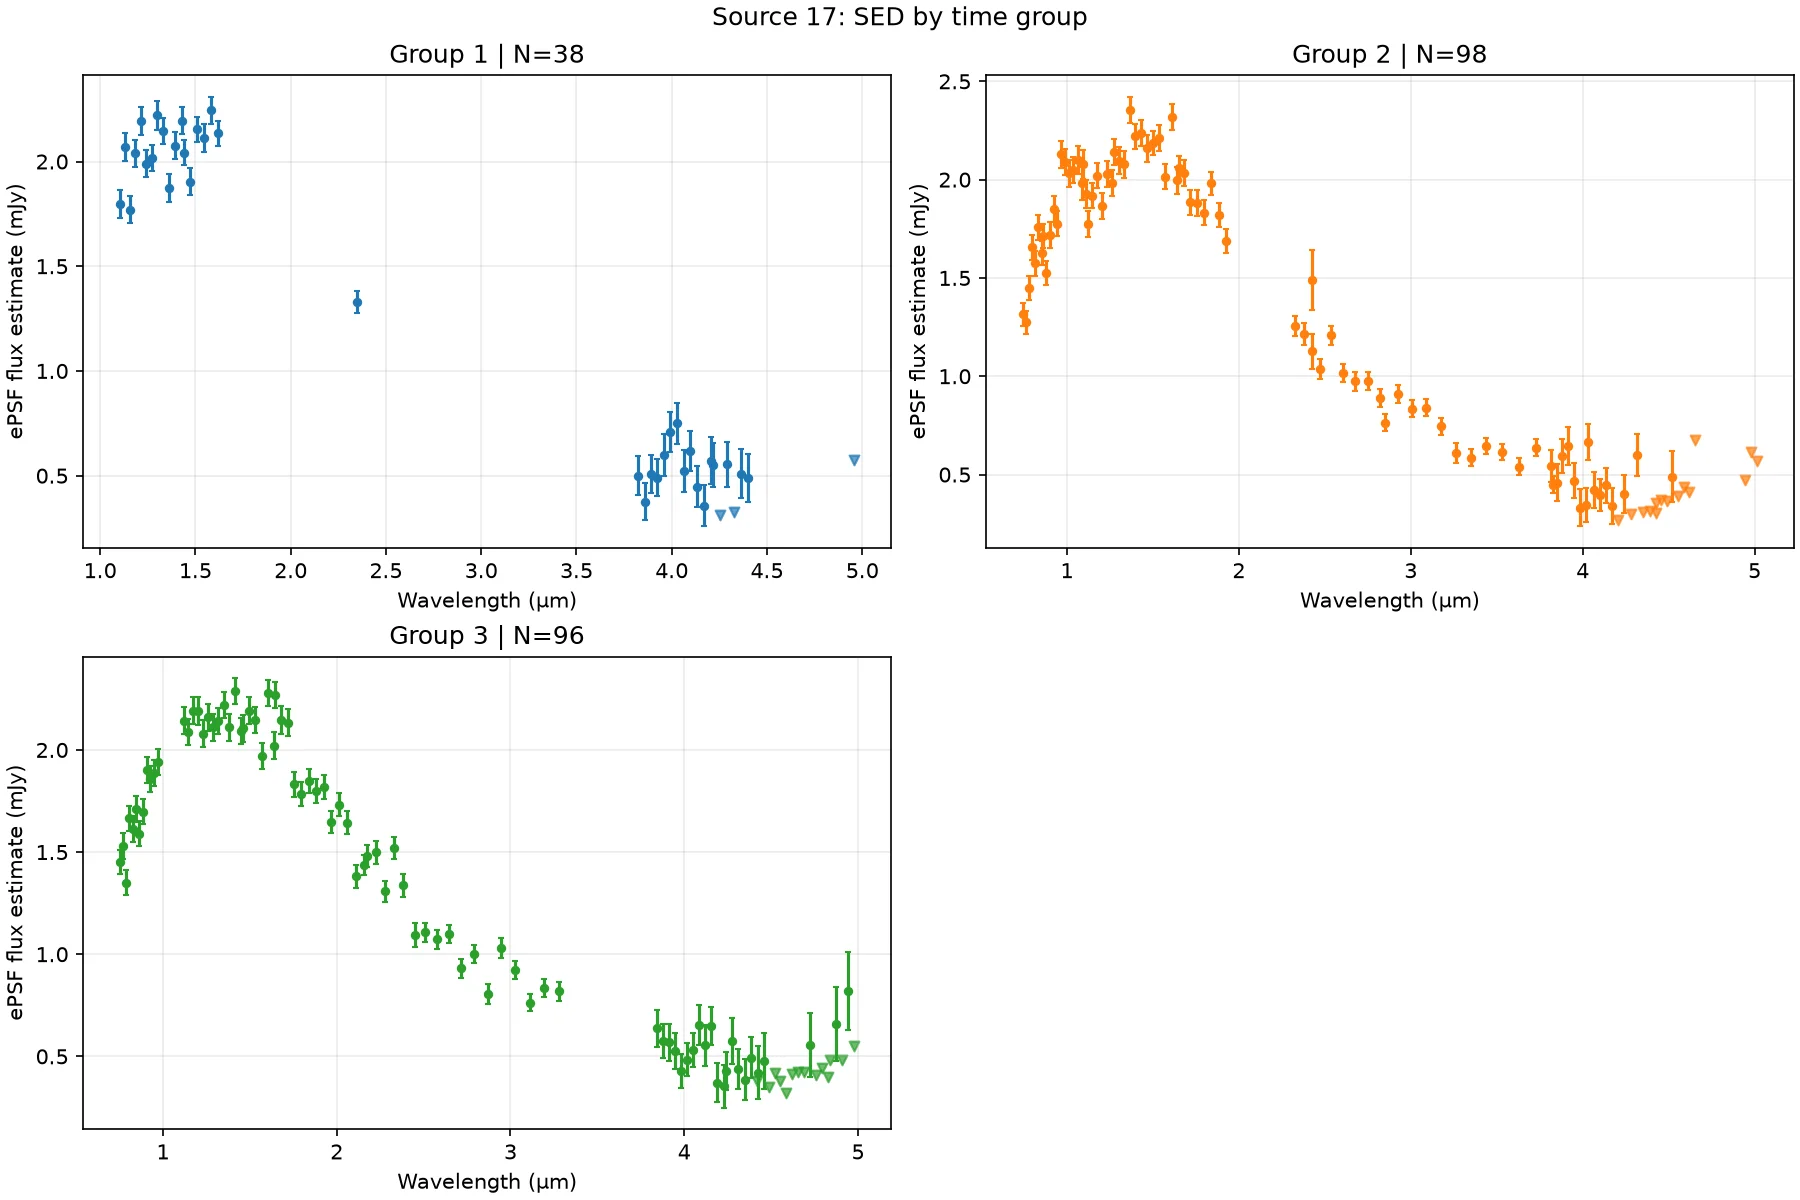 Source 17: SED by time group
Group 1 | N=38
ePSF flux estimate (mJy)
2.0
1.5
1.0
0.5
1.0 1.5 2.0 2.5 3.0 3.5 4.0 4.5 5.0
Wavelength (μm)
Group 2 | N=98
ePSF flux estimate (mJy)
2.5
2.0
1.5
1.0
0.5
1 2 3 4 5
Wavelength (μm)
Group 3 | N=96
ePSF flux estimate (mJy)
2.0
1.5
1.0
0.5
1 2 3 4 5
Wavelength (μm)